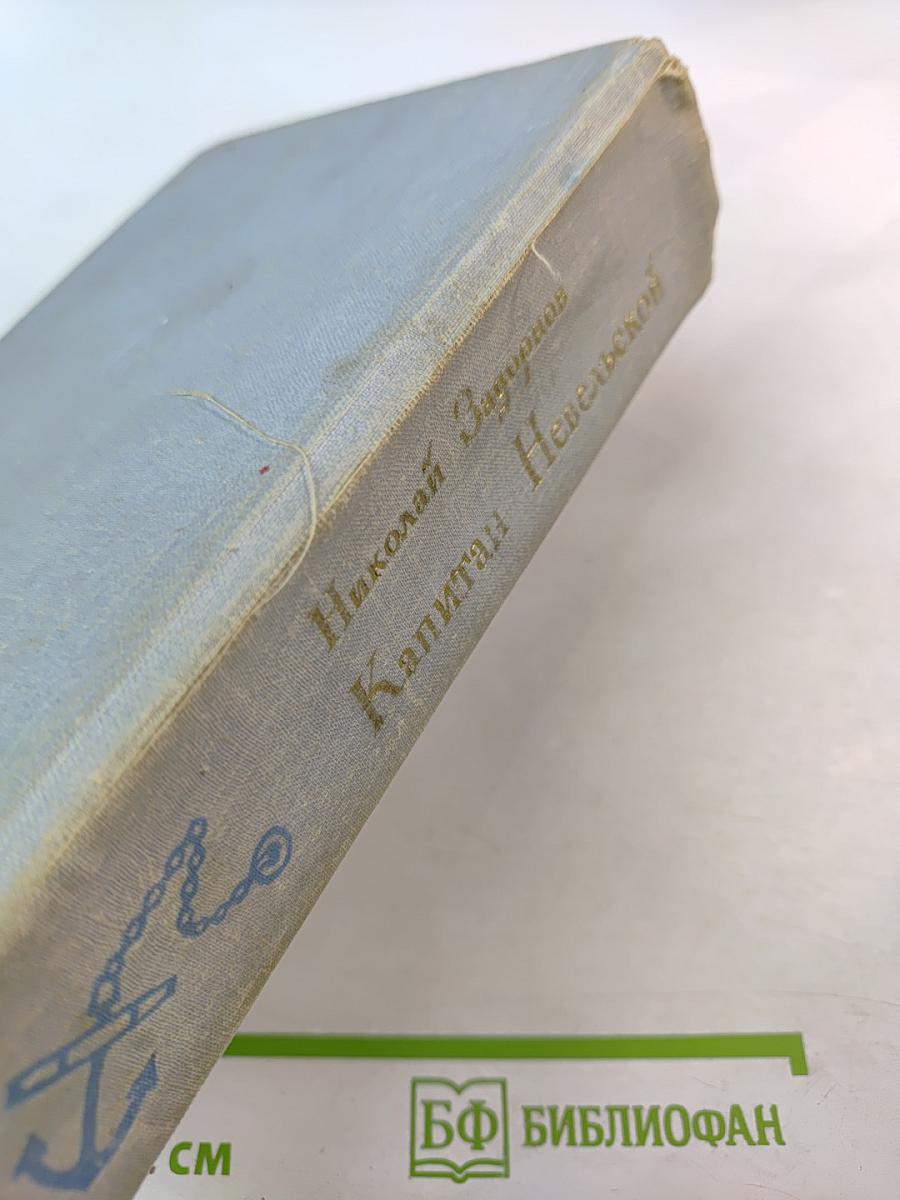 Николай Задорнов
Капитан Невельской
СМ
БФ БИБЛИОФАН